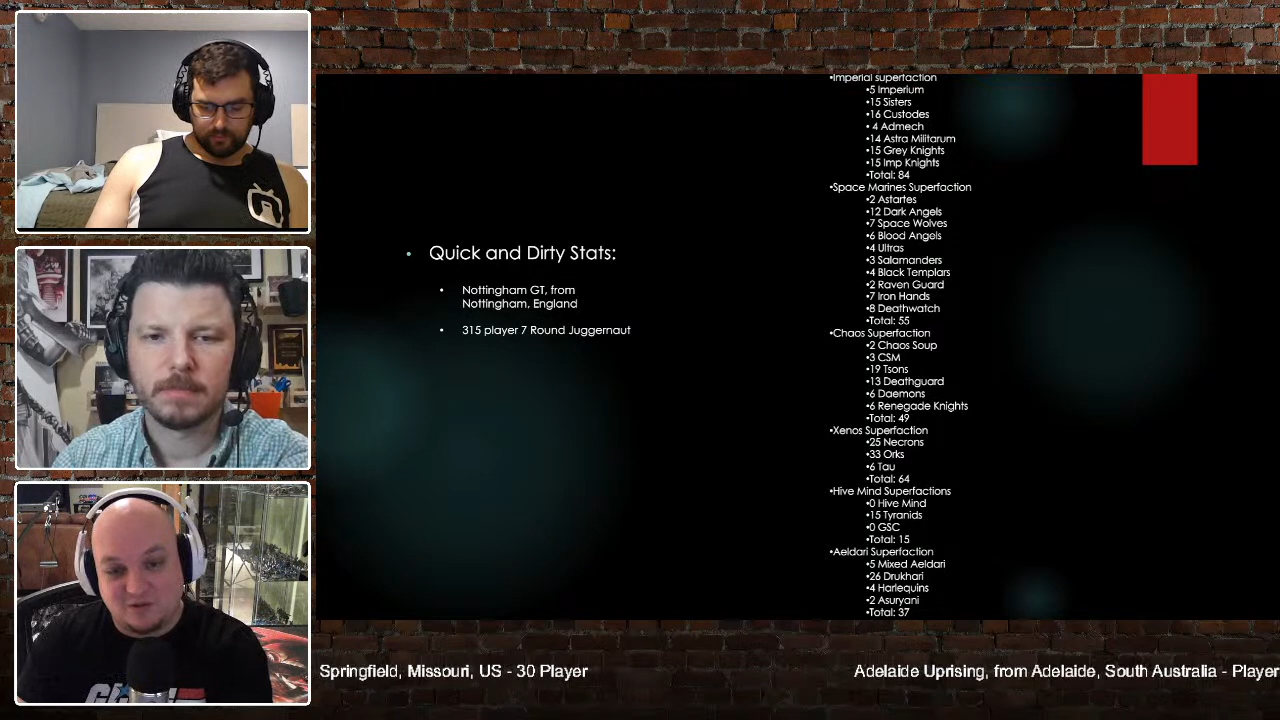 • Quick and Dirty Stats:
• Nottingham GT, from
Nottingham, England
• 315 player 7 Round Juggernaut
•Imperial superfaction
•5 Imperium
•15 Sisters
•16 Custodes
• 4 Admech
•14 Astra Militarum
•15 Grey Knights
•15 Imp Knights
•Total: 84
•Space Marines Superfaction
•2 Astartes
•12 Dark Angels
•7 Space Wolves
•6 Blood Angels
•4 Ultras
•3 Salamanders
•4 Black Templars
•2 Raven Guard
•7 Iron Hands
•8 Deathwatch
•Total: 55
•Chaos Superfaction
•2 Chaos Soup
•3 CSM
•19 Tsons
•13 Deathguard
•6 Daemons
•6 Renegade Knights
•Total: 49
•Xenos Superfaction
•25 Necrons
•33 Orks
•6 Tau
•Total: 64
•Hive Mind Superfactions
•0 Hive Mind
•15 Tyranids
•0 GSC
•Total: 15
•Aeldari Superfaction
•5 Mixed Aeldari
•26 Drukhari
•4 Harlequins
•2 Asuryani
•Total: 37
Springfield, Missouri, US - 30 Player
Adelaide Uprising, from Adelaide, South Australia - Player